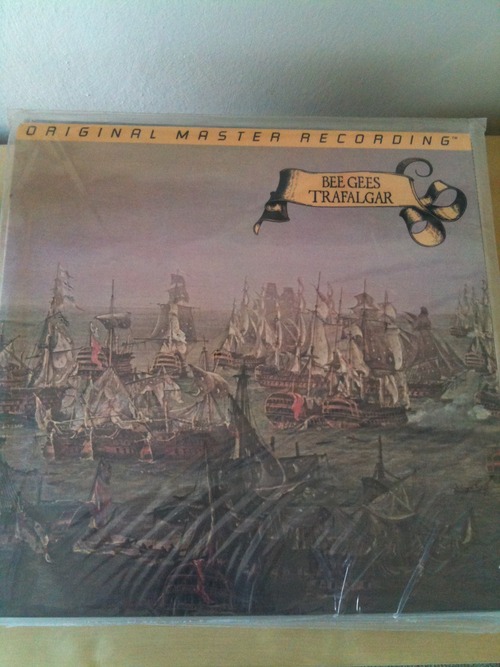 ORIGINAL MASTER RECORDING™
BEE GEES
TRAFALGAR